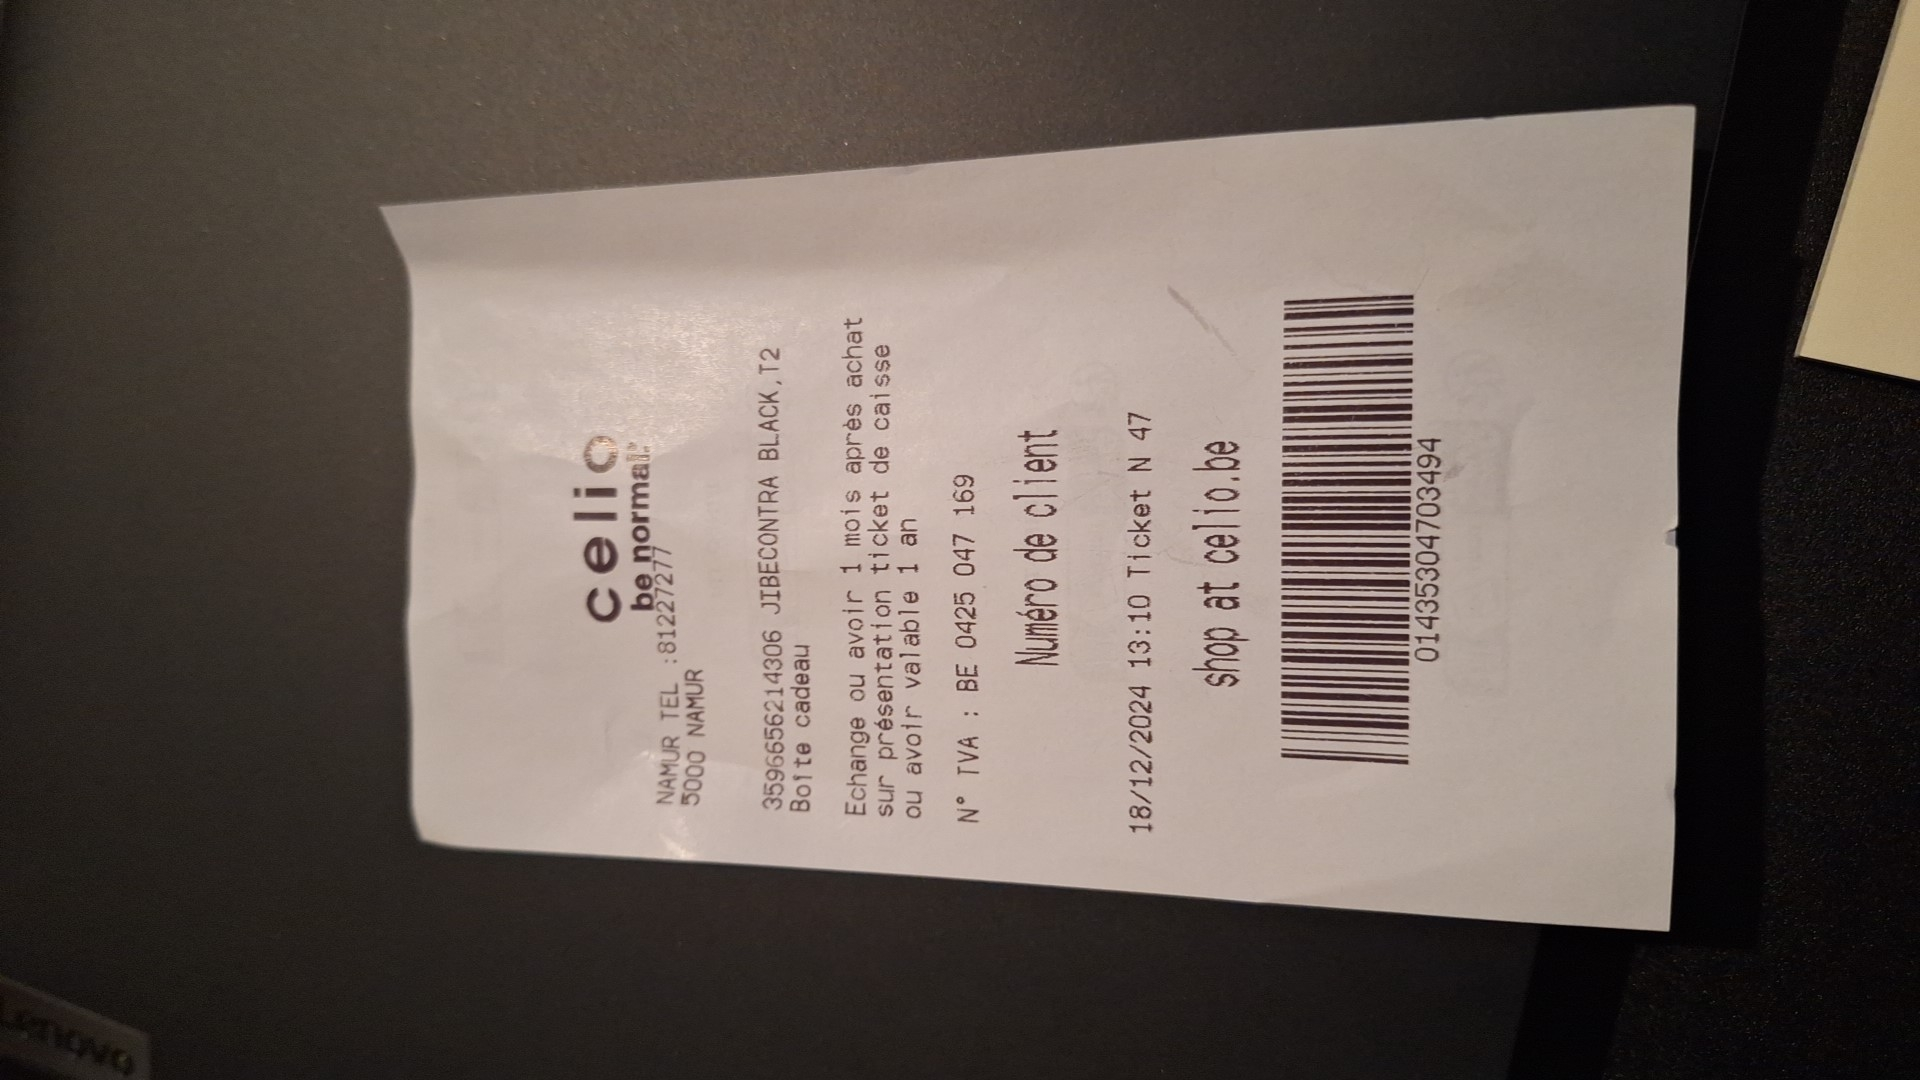 celio
be normal
NAMUR TEL :81227277
5000 NAMUR
3596656214306 JIBECONTRA BLACK,T2
Boîte cadeau
Echange ou avoir 1 mois après achat
sur présentation ticket de caisse
ou avoir valable 1 an
N° TVA : BE 0425 047 169
Numéro de client
18/12/2024 13:10 Ticket N 47
shop at celio.be
01435304703494
Lenovo